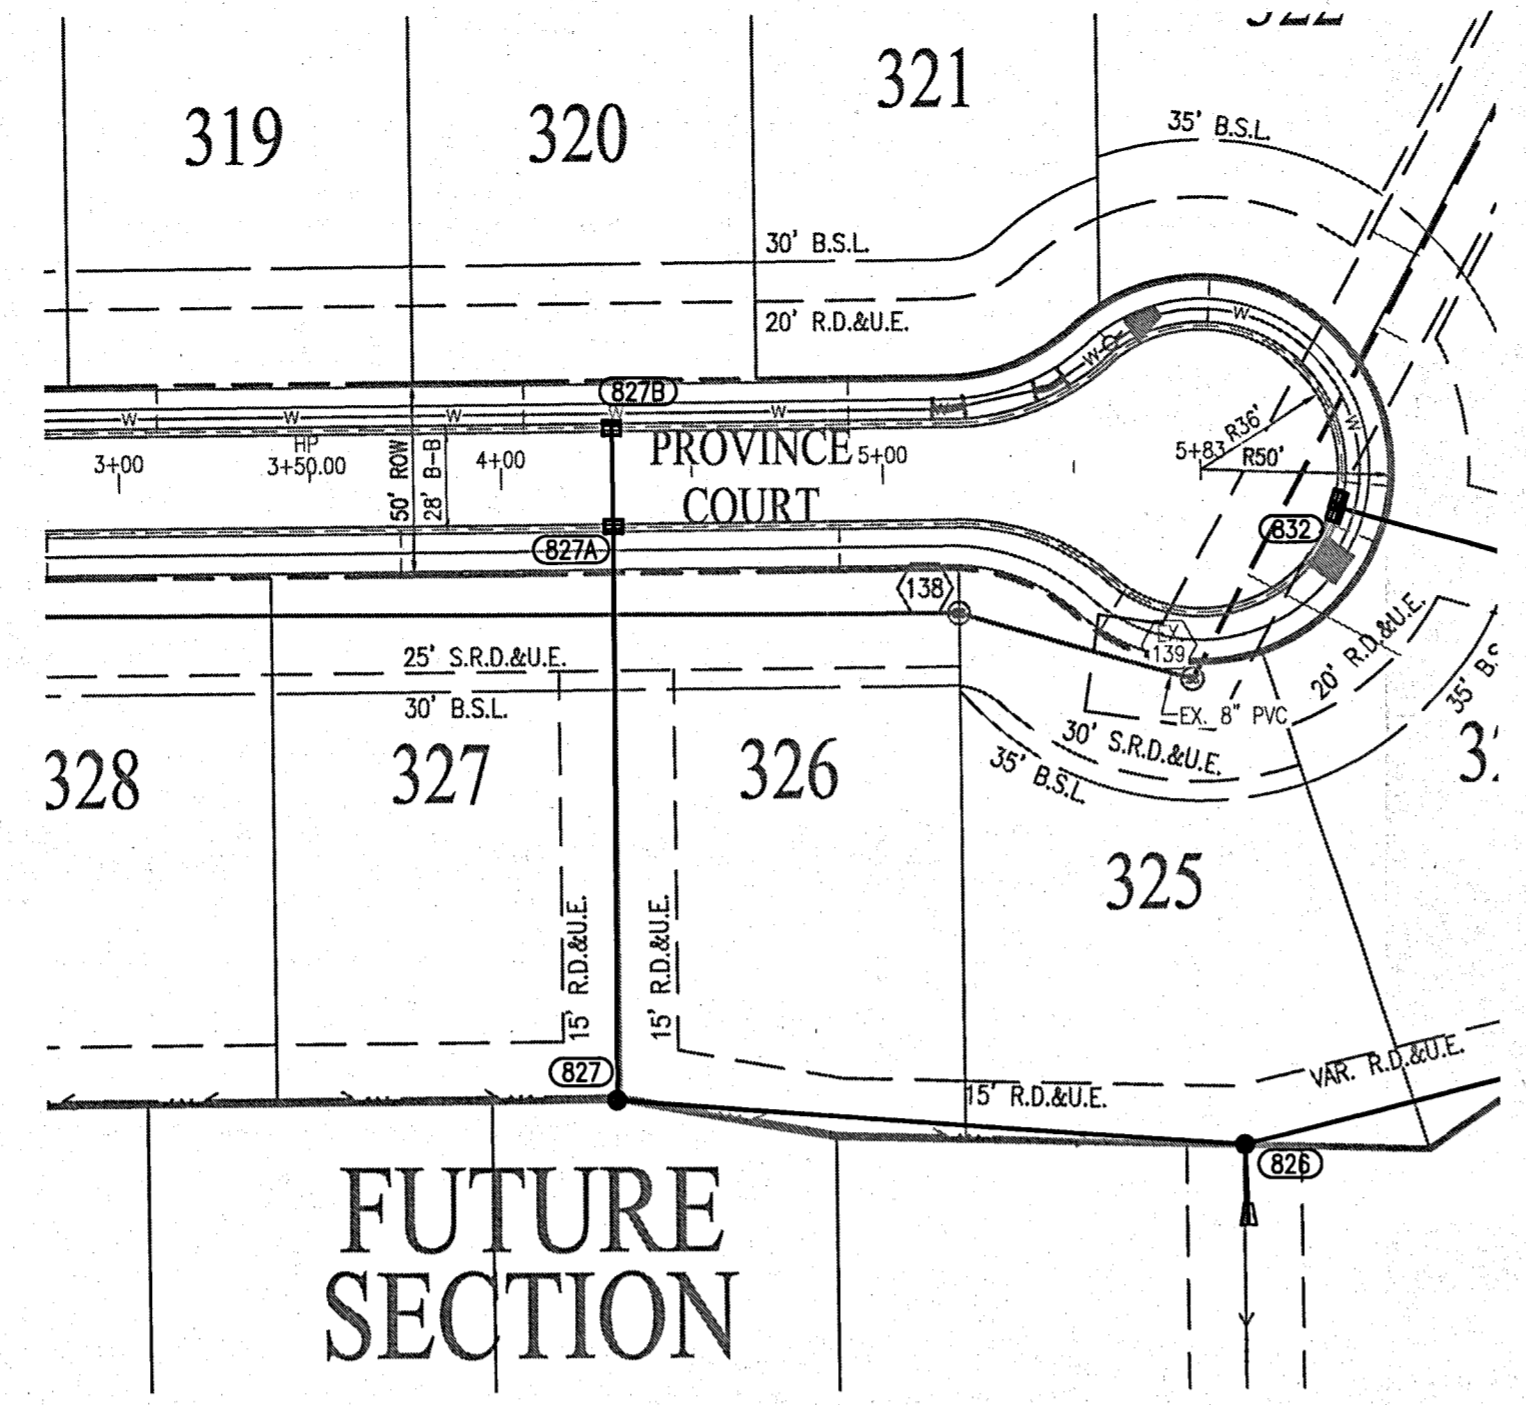 319
320
321
322
35' B.S.L.
30' B.S.L.
20' R.D.&U.E.
827B
W
W
W
W
W
W
W
W
HP
3+00
3+50.00
4+00
5+00
50' ROW
28' B-B
PROVINCE
COURT
5+83
R36'
R50'
832
827A
138
EX.
139
25' S.R.D.&U.E.
30' B.S.L.
EX. 8" PVC
30' S.R.D.&U.E.
35' B.S.L.
20' R.D.&U.E.
35' B.S
328
327
326
325
15' R.D.&U.E.
15' R.D.&U.E.
827
15' R.D.&U.E.
VAR. R.D.&U.E.
826
FUTURE
SECTION